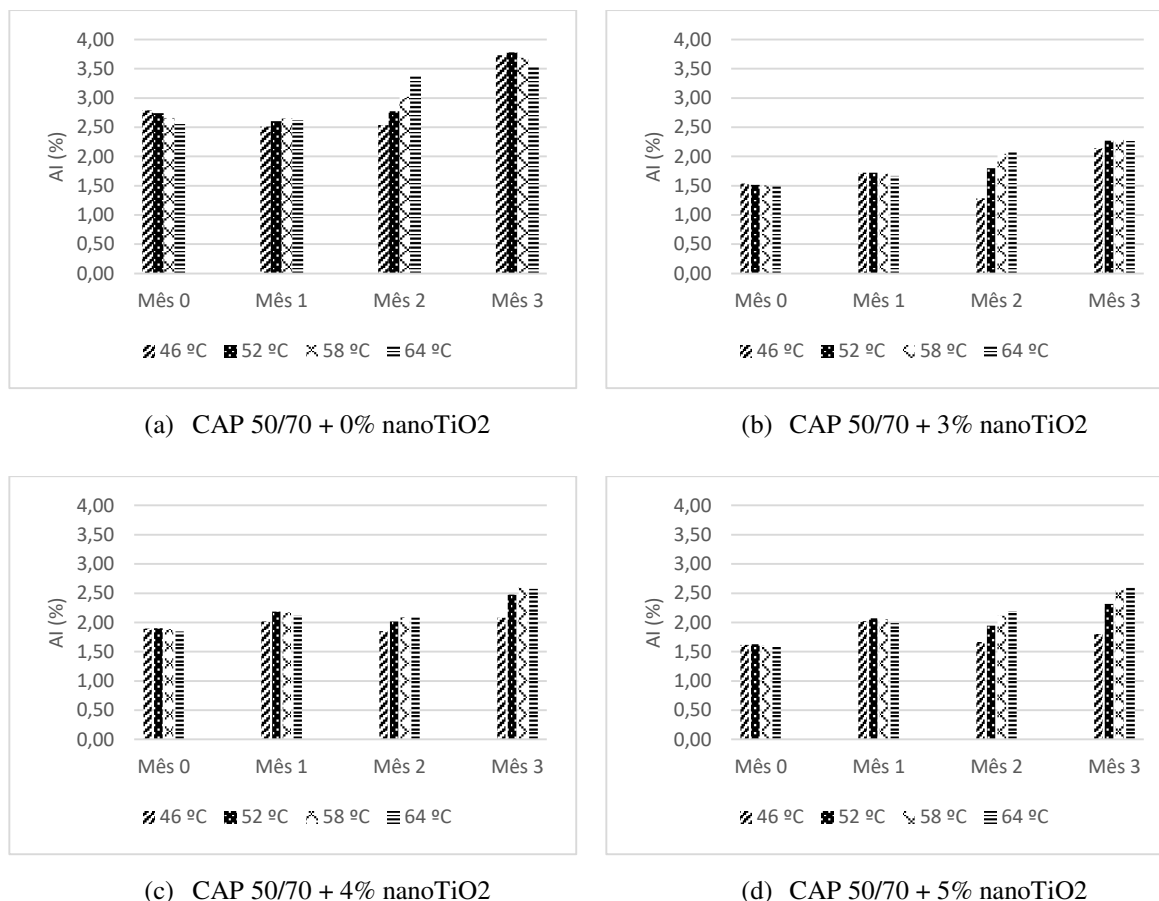 4,00
3,50
3,00
2,50
2,00
1,50
1,00
0,50
0,00
AI (%)
Mês 0 Mês 1 Mês 2 Mês 3
46 ºC 52 ºC 58 ºC 64 ºC
(a) CAP 50/70 + 0% nanoTiO2
4,00
3,50
3,00
2,50
2,00
1,50
1,00
0,50
0,00
AI (%)
Mês 0 Mês 1 Mês 2 Mês 3
46 ºC 52 ºC 58 ºC 64 ºC
(b) CAP 50/70 + 3% nanoTiO2
4,00
3,50
3,00
2,50
2,00
1,50
1,00
0,50
0,00
AI (%)
Mês 0 Mês 1 Mês 2 Mês 3
46 ºC 52 ºC 58 ºC 64 ºC
(c) CAP 50/70 + 4% nanoTiO2
4,00
3,50
3,00
2,50
2,00
1,50
1,00
0,50
0,00
AI (%)
Mês 0 Mês 1 Mês 2 Mês 3
46 ºC 52 ºC 58 ºC 64 ºC
(d) CAP 50/70 + 5% nanoTiO2